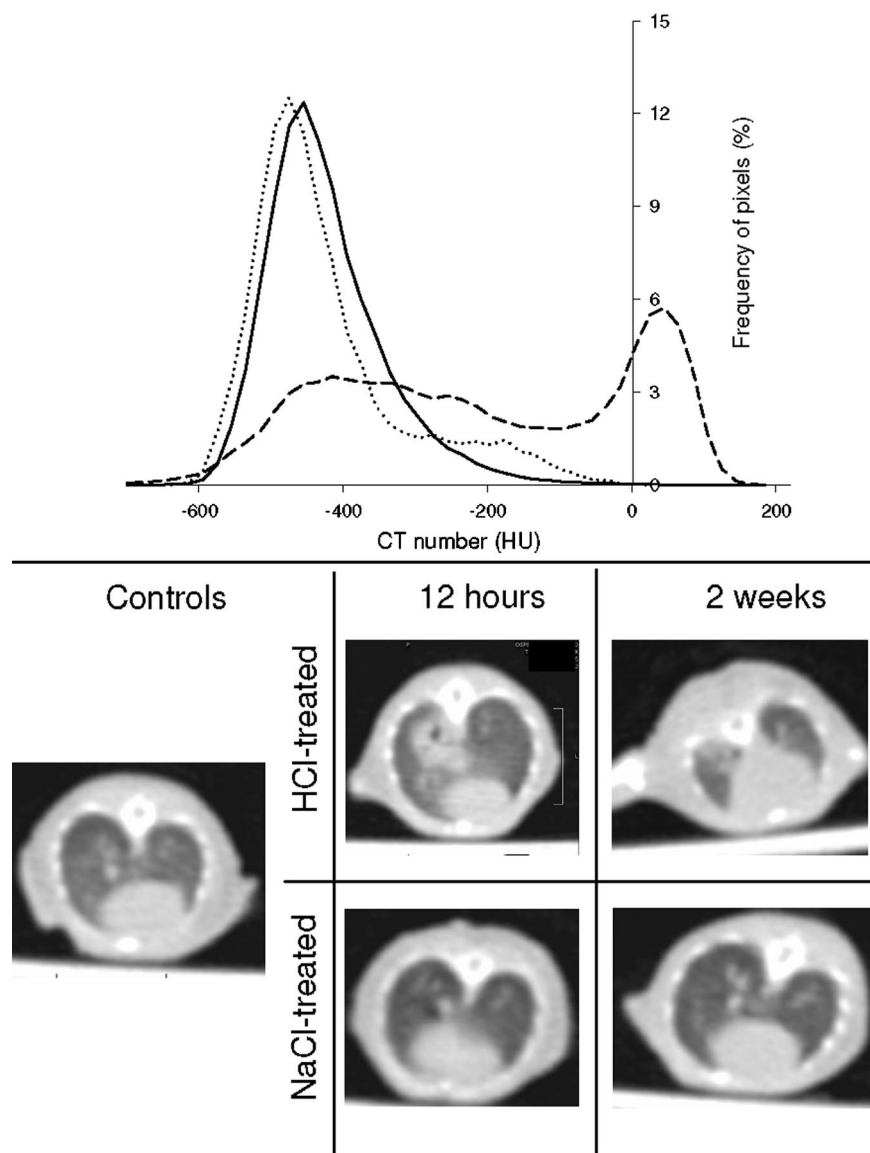 15
12
9
6
3
0
Frequency of pixels (%)
-600 -400 -200 0 200
CT number (HU)
Controls 12 hours 2 weeks
HCl-treated
NaCl-treated